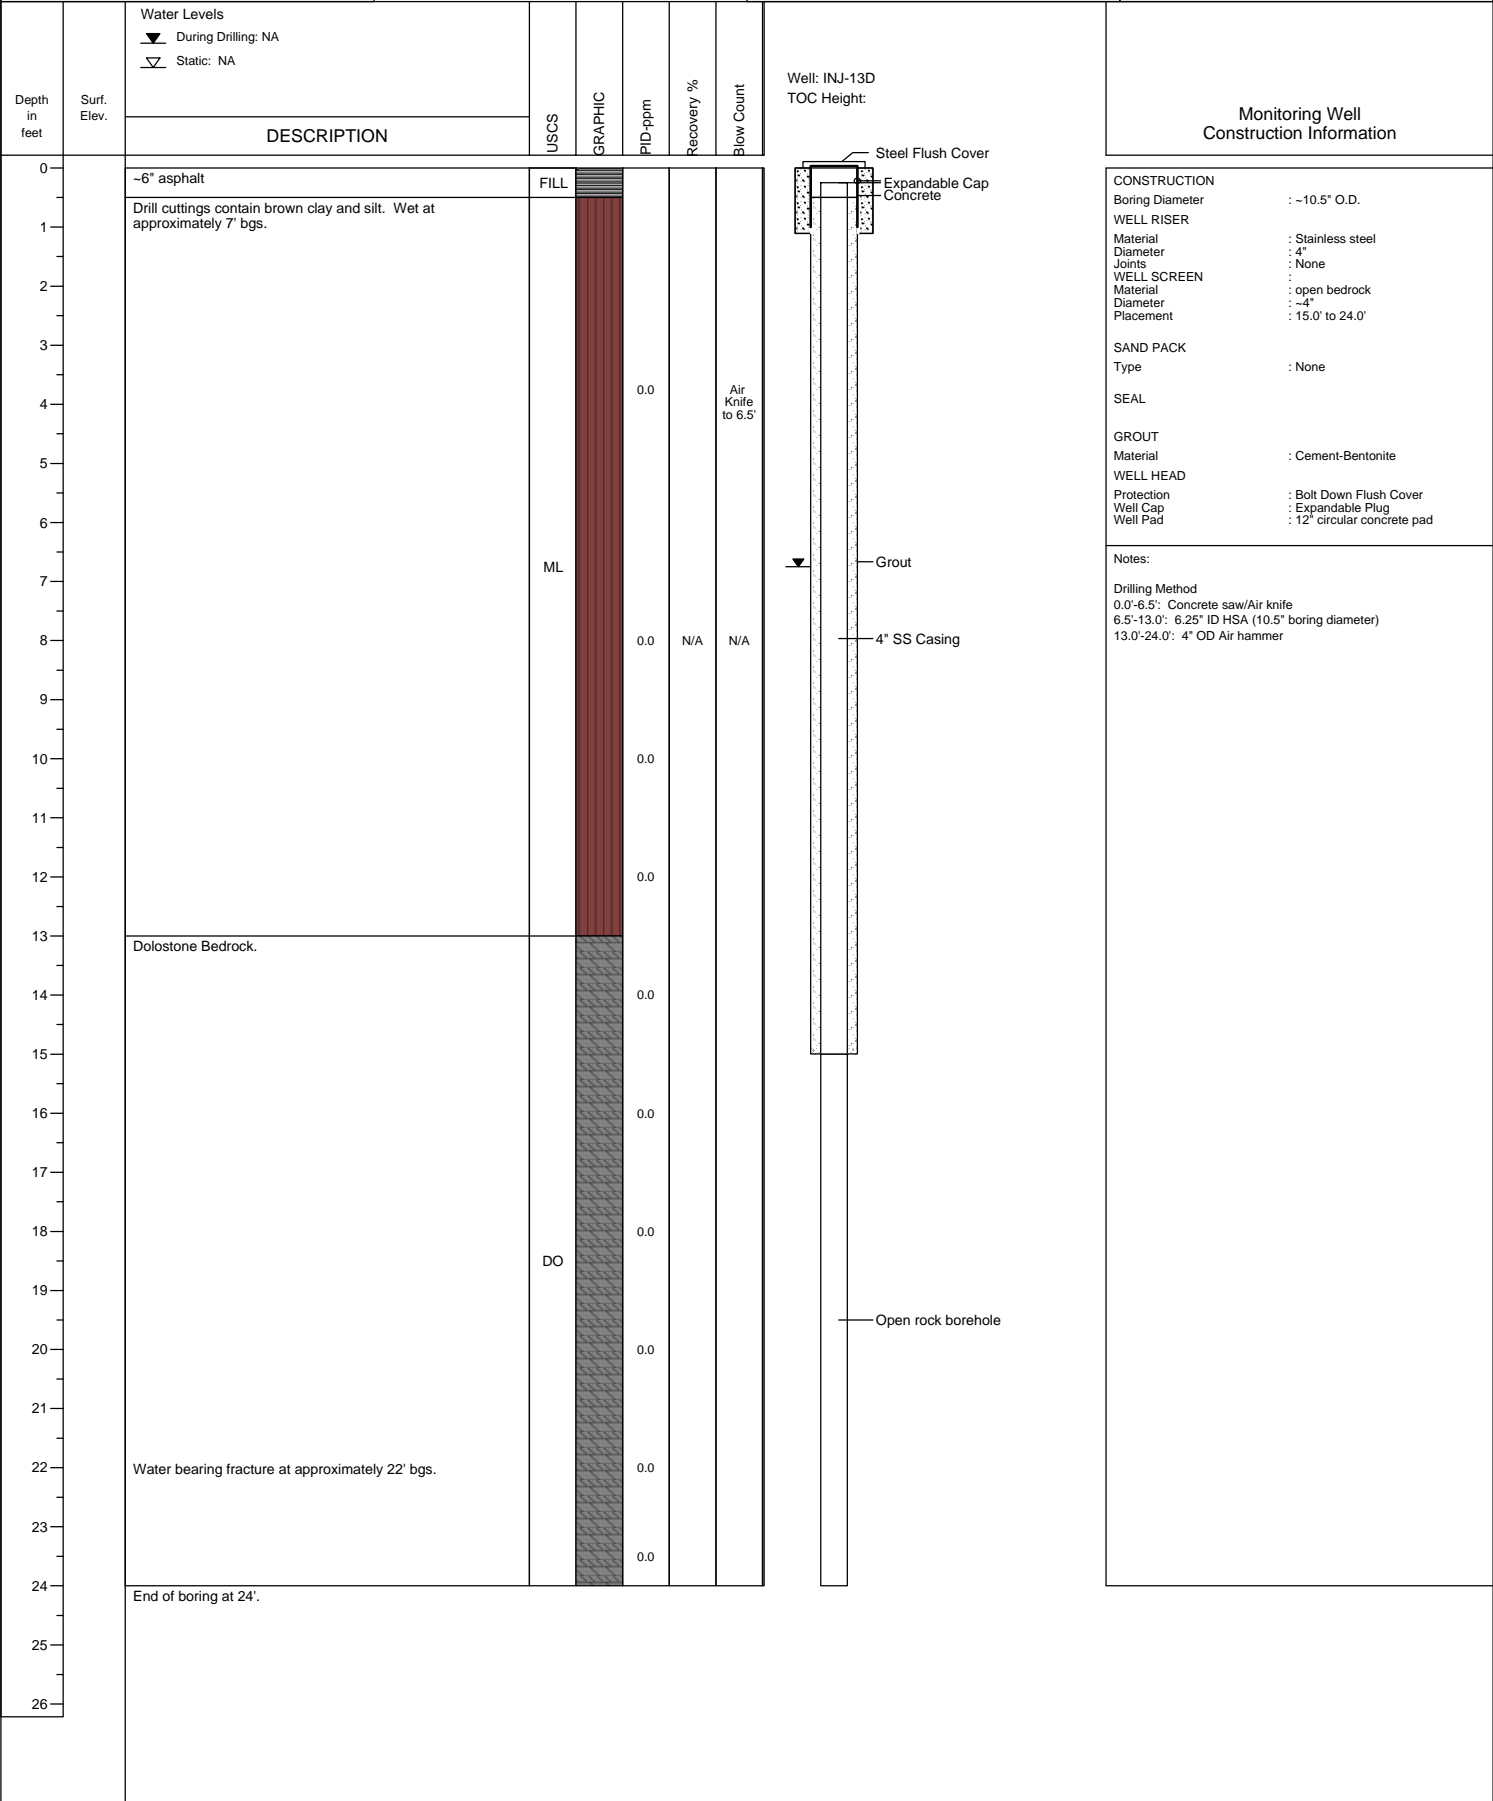 Water Levels
During Drilling: NA
Static: NA
Depth
in
feet
Surf.
Elev.
DESCRIPTION
USCS
GRAPHIC
PID-ppm
Recovery %
Blow Count
Well: INJ-13D
TOC Height:
Monitoring Well
Construction Information
0
1
2
3
4
5
6
7
8
9
10
11
12
13
14
15
16
17
18
19
20
21
22
23
24
25
26
~6" asphalt
Drill cuttings contain brown clay and silt. Wet at
approximately 7' bgs.
Dolostone Bedrock.
Water bearing fracture at approximately 22' bgs.
End of boring at 24'.
FILL
ML
DO
0.0
0.0
0.0
0.0
0.0
0.0
0.0
0.0
0.0
0.0
N/A
Air
Knife
to 6.5'
N/A
Steel Flush Cover
Expandable Cap
Concrete
Grout
4" SS Casing
Open rock borehole
CONSTRUCTION
Boring Diameter : ~10.5" O.D.
WELL RISER
Material : Stainless steel
Diameter : 4"
Joints : None
WELL SCREEN :
Material : open bedrock
Diameter : ~4"
Placement : 15.0' to 24.0'
SAND PACK
Type : None
SEAL
GROUT
Material : Cement-Bentonite
WELL HEAD
Protection : Bolt Down Flush Cover
Well Cap : Expandable Plug
Well Pad : 12" circular concrete pad
Notes:
Drilling Method
0.0'-6.5': Concrete saw/Air knife
6.5'-13.0': 6.25" ID HSA (10.5" boring diameter)
13.0'-24.0': 4" OD Air hammer